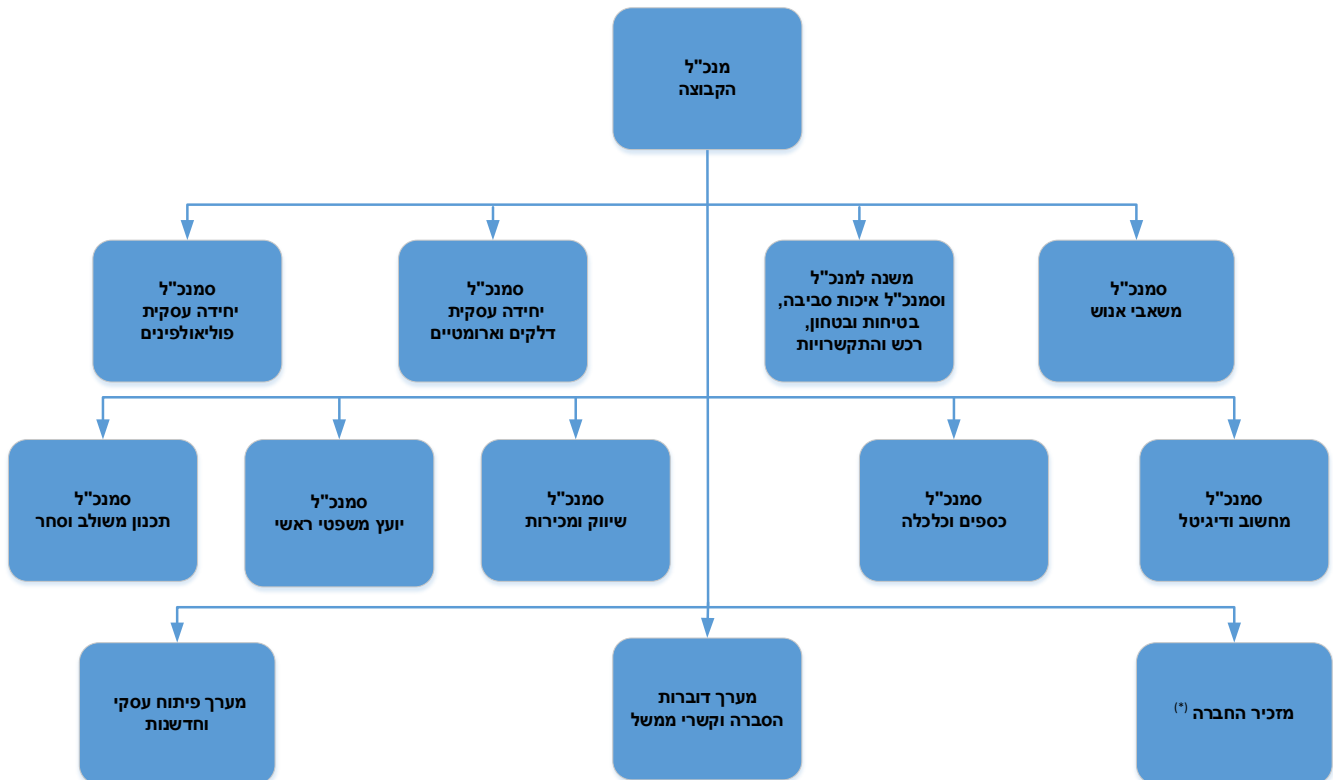 מנכ"ל
הקבוצה
סמנכ"ל
משאבי אנוש
משנה למנכ"ל
וסמנכ"ל איכות סביבה,
בטיחות ובטחון,
רכש והתקשרויות
סמנכ"ל
יחידה עסקית
דלקים וארומטיים
סמנכ"ל
יחידה עסקית
פוליאולפינים
סמנכ"ל
מחשוב ודיגיטל
סמנכ"ל
כספים וכלכלה
סמנכ"ל
שיווק ומכירות
סמנכ"ל
יועץ משפטי ראשי
סמנכ"ל
תכנון משולב וסחר
מזכיר החברה (*)
מערך דוברות
הסברה וקשרי ממשל
מערך פיתוח עסקי
וחדשנות